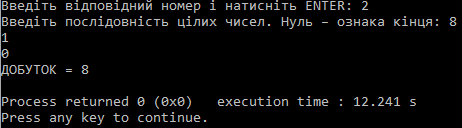 Введіть відповідний номер і натисніть ENTER: 2
Введіть послідовність цілих чисел. Нуль – ознака кінця: 8
1
0
ДОБУТОК = 8
Process returned 0 (0x0)   execution time : 12.241 s
Press any key to continue.